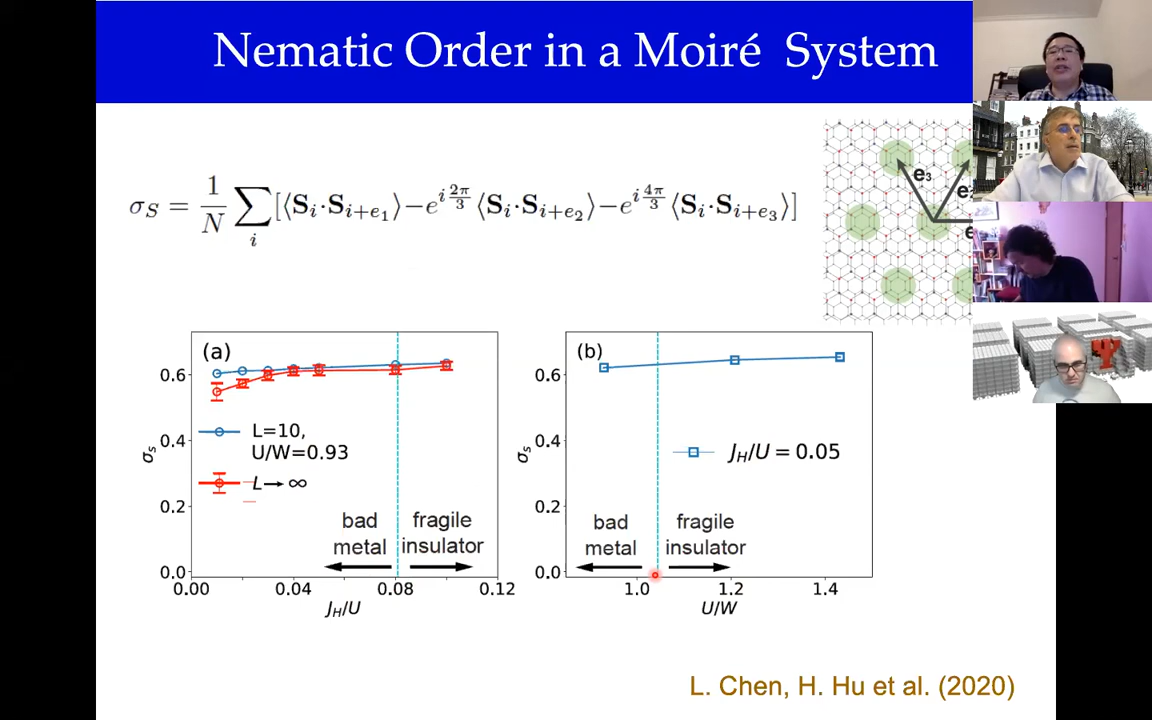 Nematic Order in a Moiré System
σ_S = 1/N ∑_i [⟨S_i·S_{i+e_1}⟩−e^{i 2π/3}⟨S_i·S_{i+e_2}⟩−e^{i 4π/3}⟨S_i·S_{i+e_3}⟩]
e₃
e
(a)
0.6
0.4
0.2
0.0
σ_s
L=10,
U/W=0.93
L→∞
bad
metal
fragile
insulator
0.00 0.04 0.08 0.12
J_H/U
(b)
0.6
0.4
0.2
0.0
σ_s
J_H/U = 0.05
bad
metal
fragile
insulator
1.0 1.2 1.4
U/W
L. Chen, H. Hu et al. (2020)